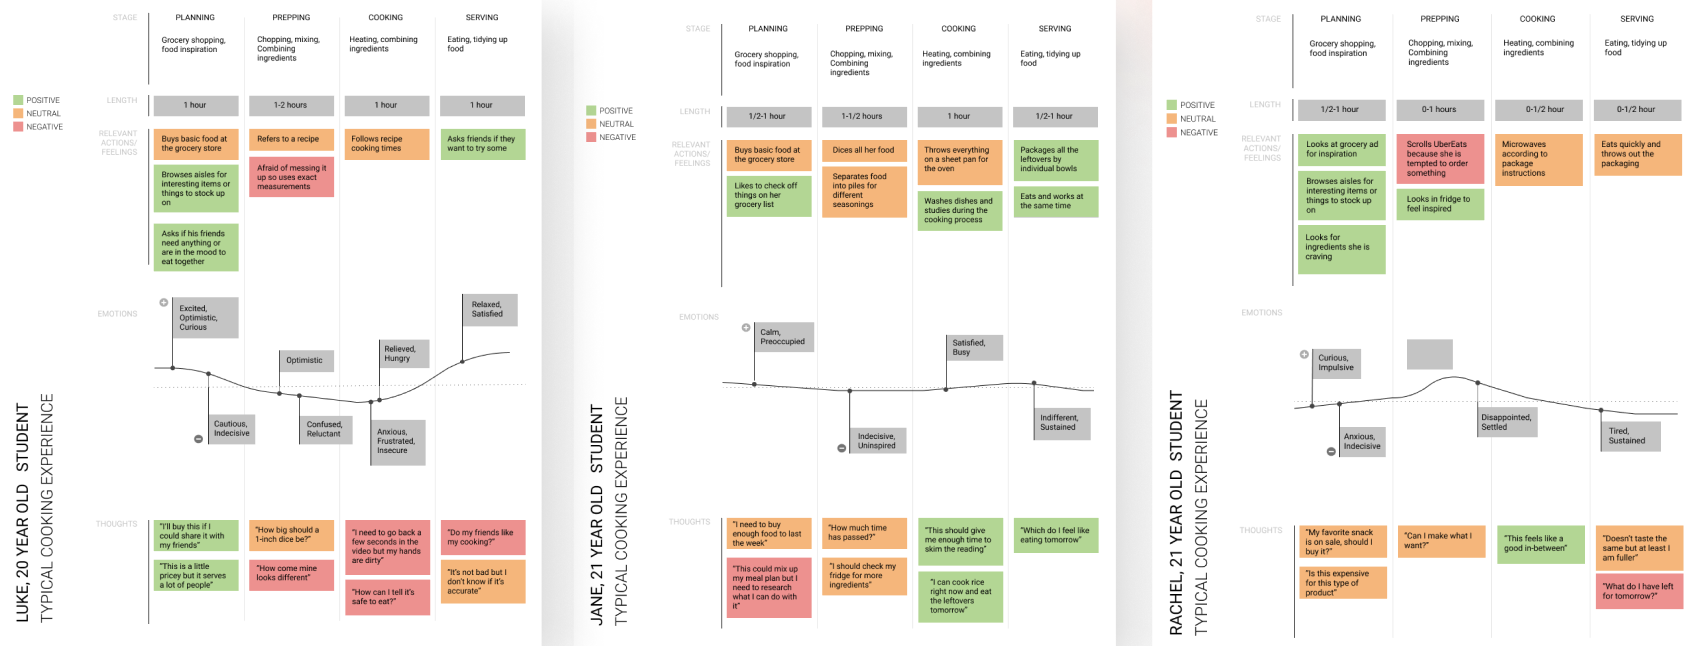 STAGE
PLANNING
PREPPING
COOKING
SERVING
Grocery shopping,
food inspiration
Chopping, mixing,
Combining
ingredients
Heating, combining
ingredients
Eating, tidying up
food
POSITIVE
NEUTRAL
NEGATIVE
LENGTH
1 hour
1-2 hours
1 hour
1 hour
RELEVANT
ACTIONS/
FEELINGS
Buys basic food at
the grocery store
Browses aisles for
interesting items or
things to stock up
on
Asks if his friends
need anything or
are in the mood to
eat together
Refers to a recipe
Afraid of messing it
up so uses exact
measurements
Follows recipe
cooking times
Asks friends if they
want to try some
EMOTIONS
Excited,
Optimistic,
Curious
Cautious,
Indecisive
Optimistic
Confused,
Reluctant
Relieved,
Hungry
Anxious,
Frustrated,
Insecure
Relaxed,
Satisfied
THOUGHTS
"I'll buy this if I
could share it with
my friends"
"This is a little
pricey but it serves
a lot of people"
"How big should a
1-inch dice be?"
"How come mine
looks different"
"I need to go back a
few seconds in the
video but my hands
are dirty"
"How can I tell it's
safe to eat?"
"Do my friends like
my cooking?"
"It's not bad but I
don't know if it's
accurate"
LUKE, 20 YEAR OLD STUDENT
TYPICAL COOKING EXPERIENCE
STAGE
PLANNING
PREPPING
COOKING
SERVING
Grocery shopping,
food inspiration
Chopping, mixing,
Combining
ingredients
Heating, combining
ingredients
Eating, tidying up
food
POSITIVE
NEUTRAL
NEGATIVE
LENGTH
1/2-1 hour
1-1/2 hours
1 hour
1/2-1 hour
RELEVANT
ACTIONS/
FEELINGS
Buys basic food at
the grocery store
Likes to check off
things on her
grocery list
Dices all her food
Separates food
into piles for
different
seasonings
Throws everything
on a sheet pan for
the oven
Washes dishes and
studies during the
cooking process
Packages all the
leftovers by
individual bowls
Eats and works at
the same time
EMOTIONS
Calm,
Preoccupied
Indecisive,
Uninspired
Satisfied,
Busy
Indifferent,
Sustained
THOUGHTS
"I need to buy
enough food to last
the week"
"This could mix up
my meal plan but I
need to research
what I can do with
it"
"How much time
has passed?"
"I should check my
fridge for more
ingredients"
"This should give
me enough time to
skim the reading"
"I can cook rice
right now and eat
the leftovers
tomorrow"
"Which do I feel like
eating tomorrow"
JANE, 21 YEAR OLD STUDENT
TYPICAL COOKING EXPERIENCE
STAGE
PLANNING
PREPPING
COOKING
SERVING
Grocery shopping,
food inspiration
Chopping, mixing,
Combining
ingredients
Heating, combining
ingredients
Eating, tidying up
food
POSITIVE
NEUTRAL
NEGATIVE
LENGTH
1/2-1 hour
0-1 hours
0-1/2 hour
0-1/2 hour
RELEVANT
ACTIONS/
FEELINGS
Looks at grocery ad
for inspiration
Browses aisles for
interesting items or
things to stock up
on
Looks for
ingredients she is
craving
Scrolls UberEats
because she is
tempted to order
something
Looks in fridge to
feel inspired
Microwaves
according to
package
instructions
Eats quickly and
throws out the
packaging
EMOTIONS
Curious,
Impulsive
Anxious,
Indecisive
Disappointed,
Settled
Tired,
Sustained
THOUGHTS
"My favorite snack
is on sale, should I
buy it?"
"Is this expensive
for this type of
product"
"Can I make what I
want?"
"This feels like a
good in-between"
"Doesn't taste the
same but at least I
am fuller"
"What do I have left
for tomorrow?"
RACHEL, 21 YEAR OLD STUDENT
TYPICAL COOKING EXPERIENCE